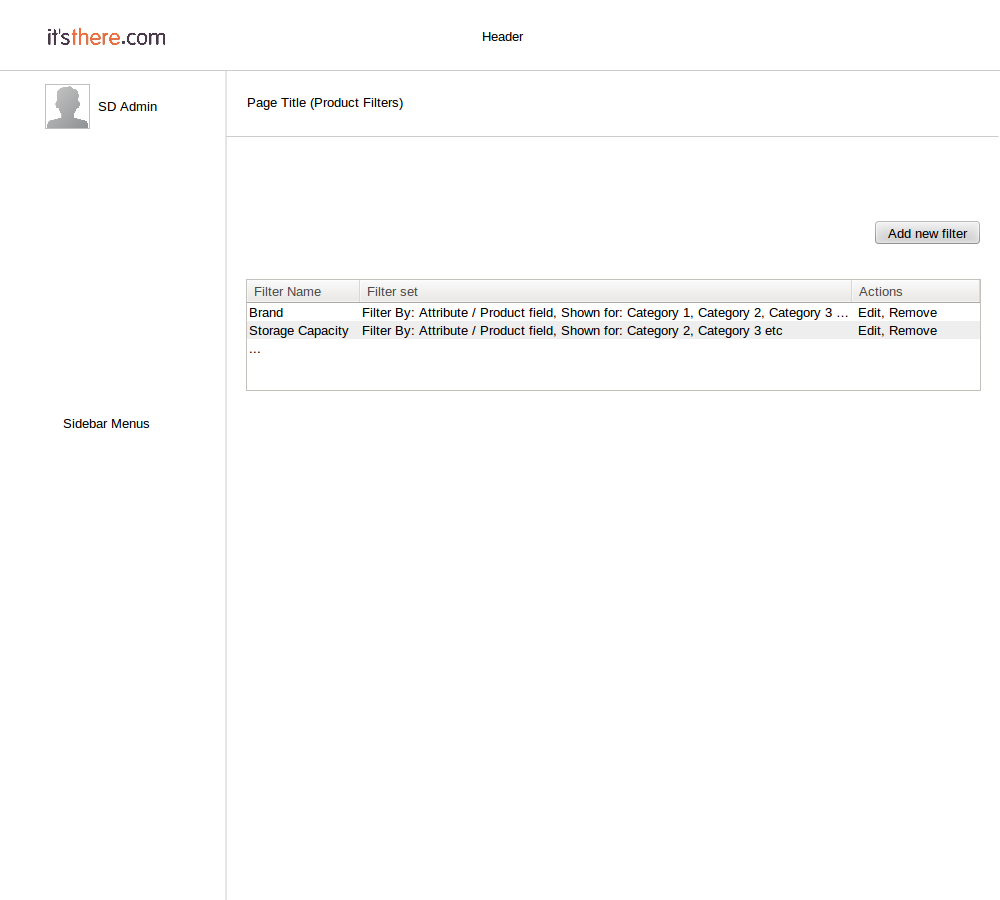 it'sthere.com
Header
SD Admin
Page Title (Product Filters)
Add new filter
Filter Name Filter set Actions
Brand Filter By: Attribute / Product field, Shown for: Category 1, Category 2, Category 3 ... Edit, Remove
Storage Capacity Filter By: Attribute / Product field, Shown for: Category 2, Category 3 etc Edit, Remove
...
Sidebar Menus